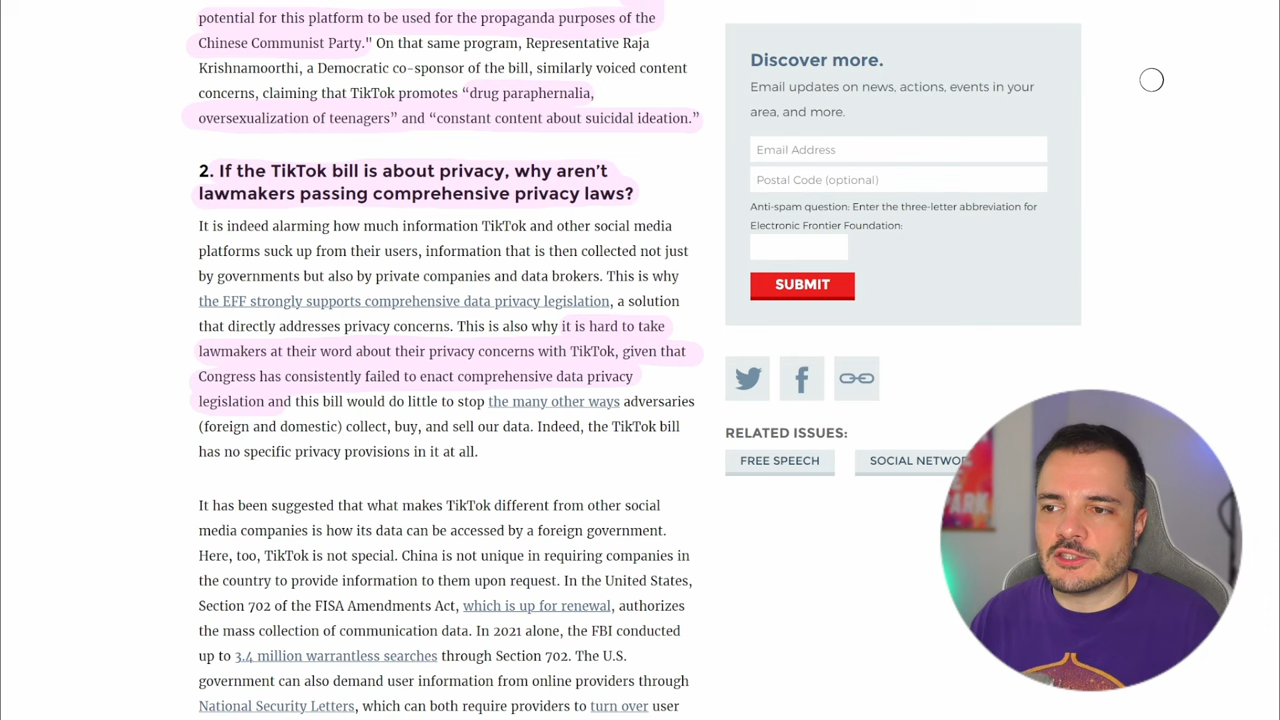 potential for this platform to be used for the propaganda purposes of the
Chinese Communist Party." On that same program, Representative Raja
Krishnamoorthi, a Democratic co-sponsor of the bill, similarly voiced content
concerns, claiming that TikTok promotes “drug paraphernalia,
oversexualization of teenagers” and “constant content about suicidal ideation.”
2. If the TikTok bill is about privacy, why aren’t
lawmakers passing comprehensive privacy laws?
It is indeed alarming how much information TikTok and other social media
platforms suck up from their users, information that is then collected not just
by governments but also by private companies and data brokers. This is why
the EFF strongly supports comprehensive data privacy legislation, a solution
that directly addresses privacy concerns. This is also why it is hard to take
lawmakers at their word about their privacy concerns with TikTok, given that
Congress has consistently failed to enact comprehensive data privacy
legislation and this bill would do little to stop the many other ways adversaries
(foreign and domestic) collect, buy, and sell our data. Indeed, the TikTok bill
has no specific privacy provisions in it at all.
It has been suggested that what makes TikTok different from other social
media companies is how its data can be accessed by a foreign government.
Here, too, TikTok is not special. China is not unique in requiring companies in
the country to provide information to them upon request. In the United States,
Section 702 of the FISA Amendments Act, which is up for renewal, authorizes
the mass collection of communication data. In 2021 alone, the FBI conducted
up to 3.4 million warrantless searches through Section 702. The U.S.
government can also demand user information from online providers through
National Security Letters, which can both require providers to turn over user
Discover more.
Email updates on news, actions, events in your
area, and more.
Email Address
Postal Code (optional)
Anti-spam question: Enter the three-letter abbreviation for
Electronic Frontier Foundation:
SUBMIT
RELATED ISSUES:
FREE SPEECH
SOCIAL NETWO
PARK